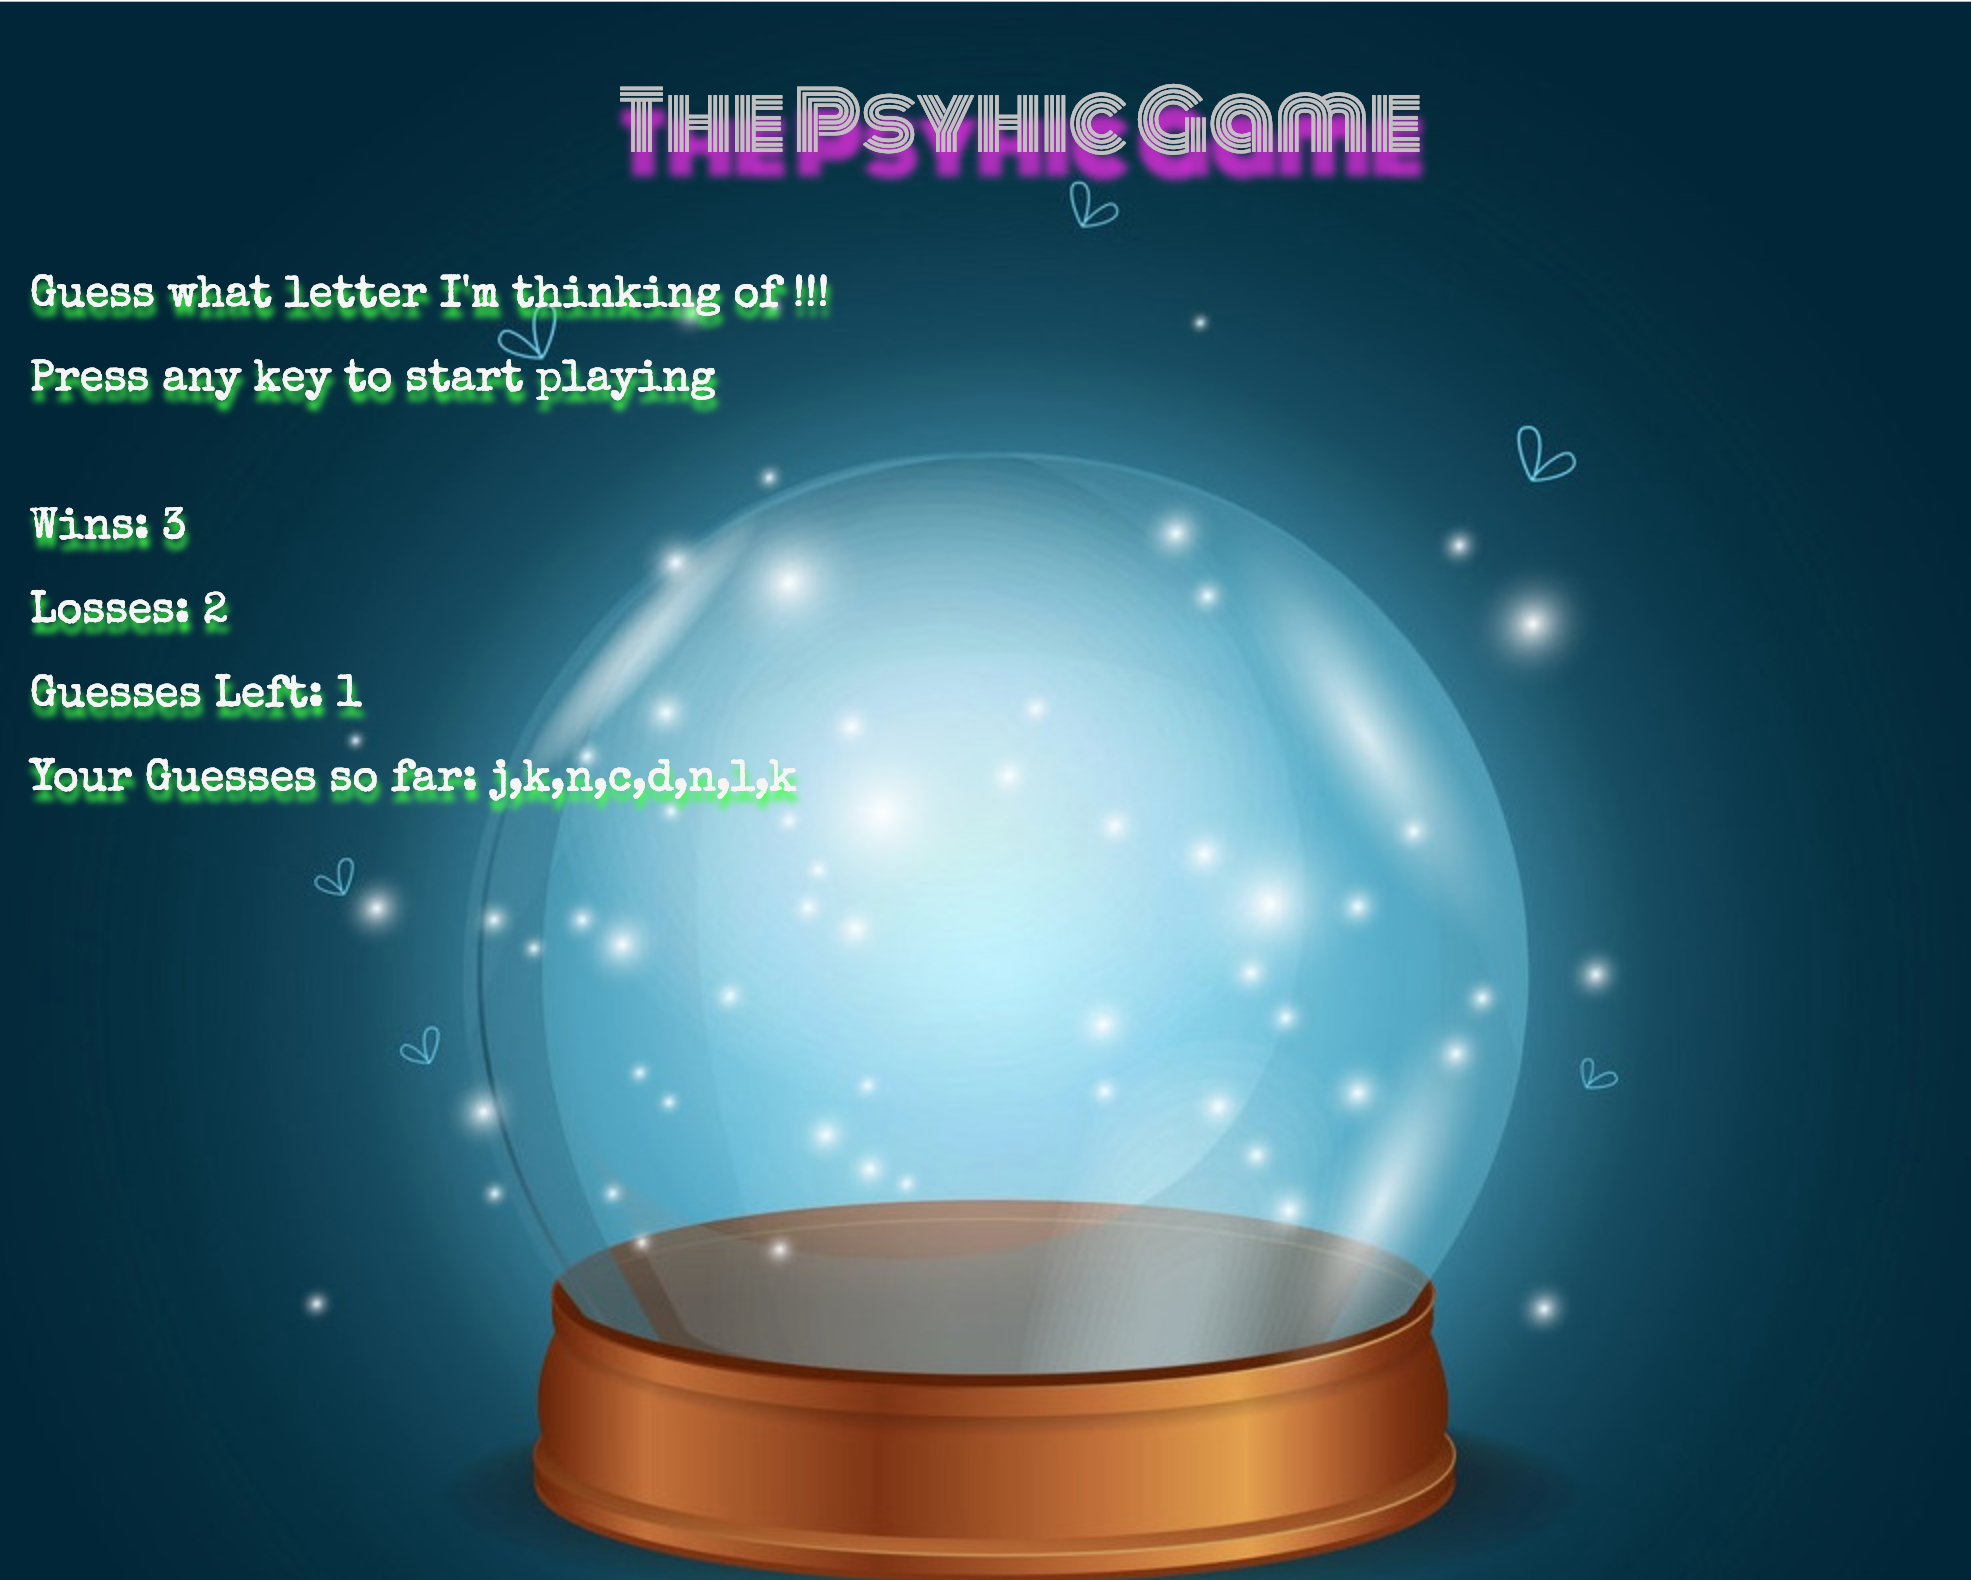 The Psyhic Game
Guess what letter I'm thinking of !!!
Press any key to start playing
Wins: 3
Losses: 2
Guesses Left: 1
Your Guesses so far: j,k,n,c,d,n,l,k